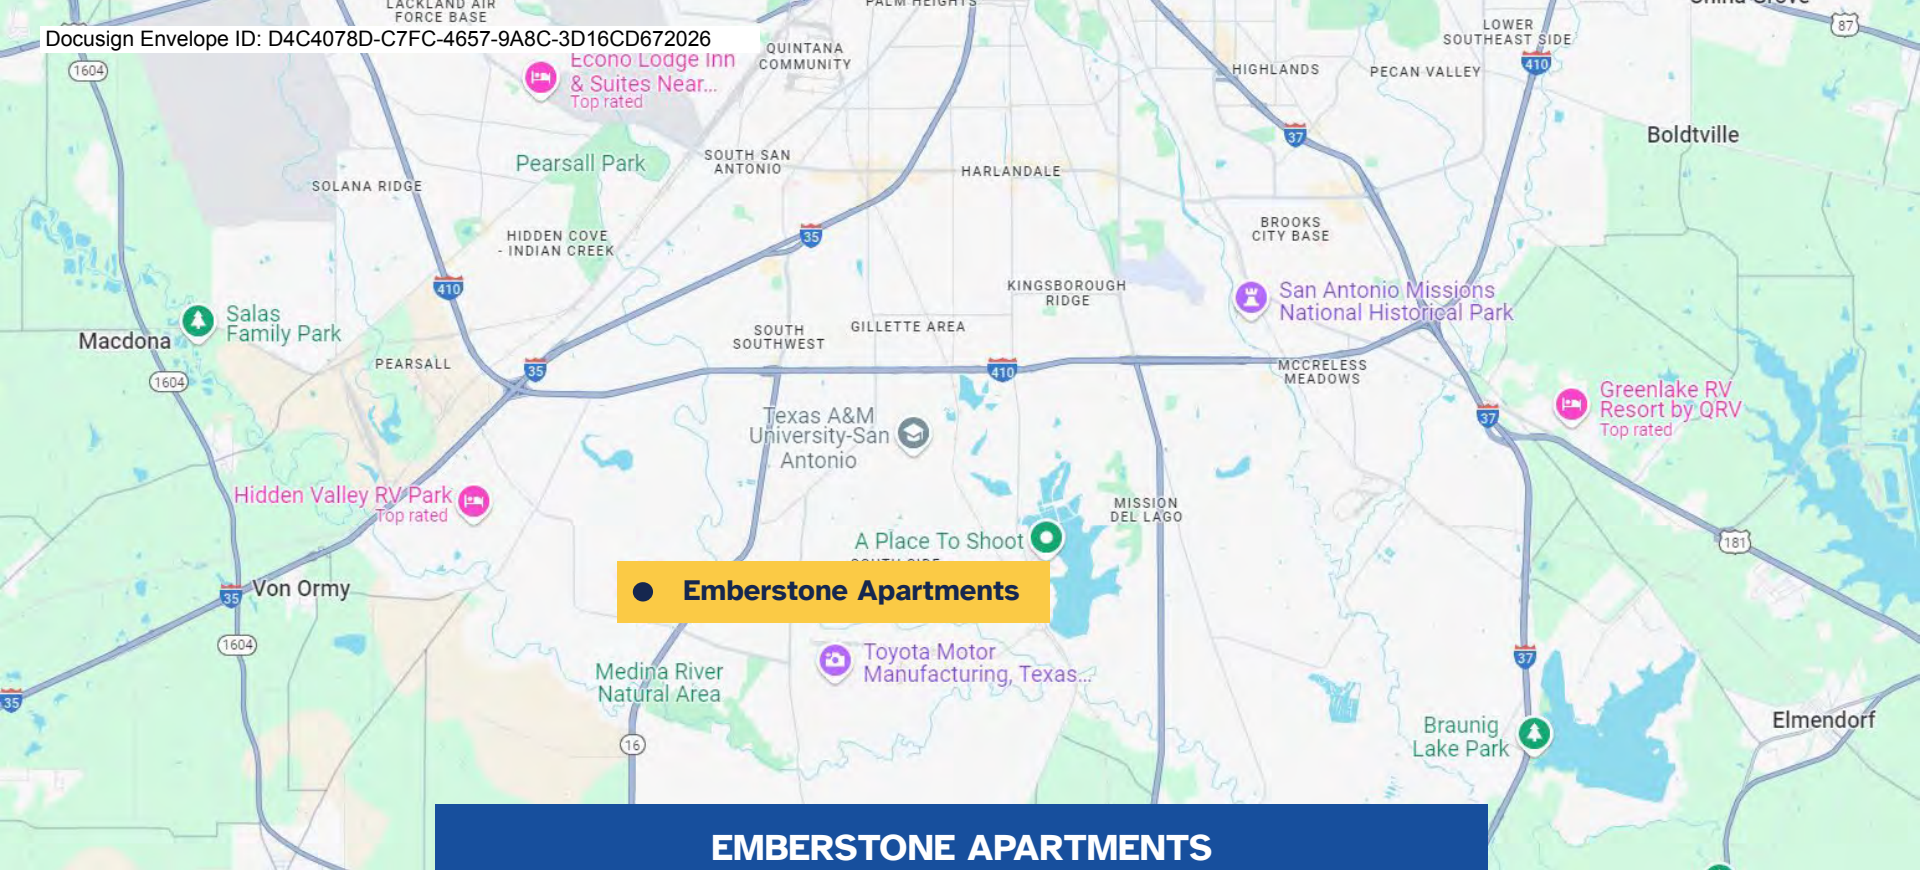 LACKLAND AIR
FORCE BASE
PALM HEIGHTS
87
LOWER
SOUTHEAST SIDE
Docusign Envelope ID: D4C4078D-C7FC-4657-9A8C-3D16CD672026
QUINTANA
COMMUNITY
1604
Econo Lodge Inn
& Suites Near...
Top rated
HIGHLANDS
PECAN VALLEY
410
37
Boldtville
Pearsall Park
SOUTH SAN
ANTONIO
HARLANDALE
SOLANA RIDGE
HIDDEN COVE
- INDIAN CREEK
35
BROOKS
CITY BASE
410
KINGSBOROUGH
RIDGE
San Antonio Missions
National Historical Park
Salas
Family Park
Macdona
SOUTH
SOUTHWEST
GILLETTE AREA
PEARSALL
35
410
MCCRELESS
MEADOWS
1604
Greenlake RV
Resort by QRV
Top rated
37
Texas A&M
University-San
Antonio
Hidden Valley RV Park
Top rated
MISSION
DEL LAGO
A Place To Shoot
181
Emberstone Apartments
Von Ormy
35
1604
Toyota Motor
Manufacturing, Texas...
37
Medina River
Natural Area
35
16
Braunig
Lake Park
Elmendorf
EMBERSTONE APARTMENTS